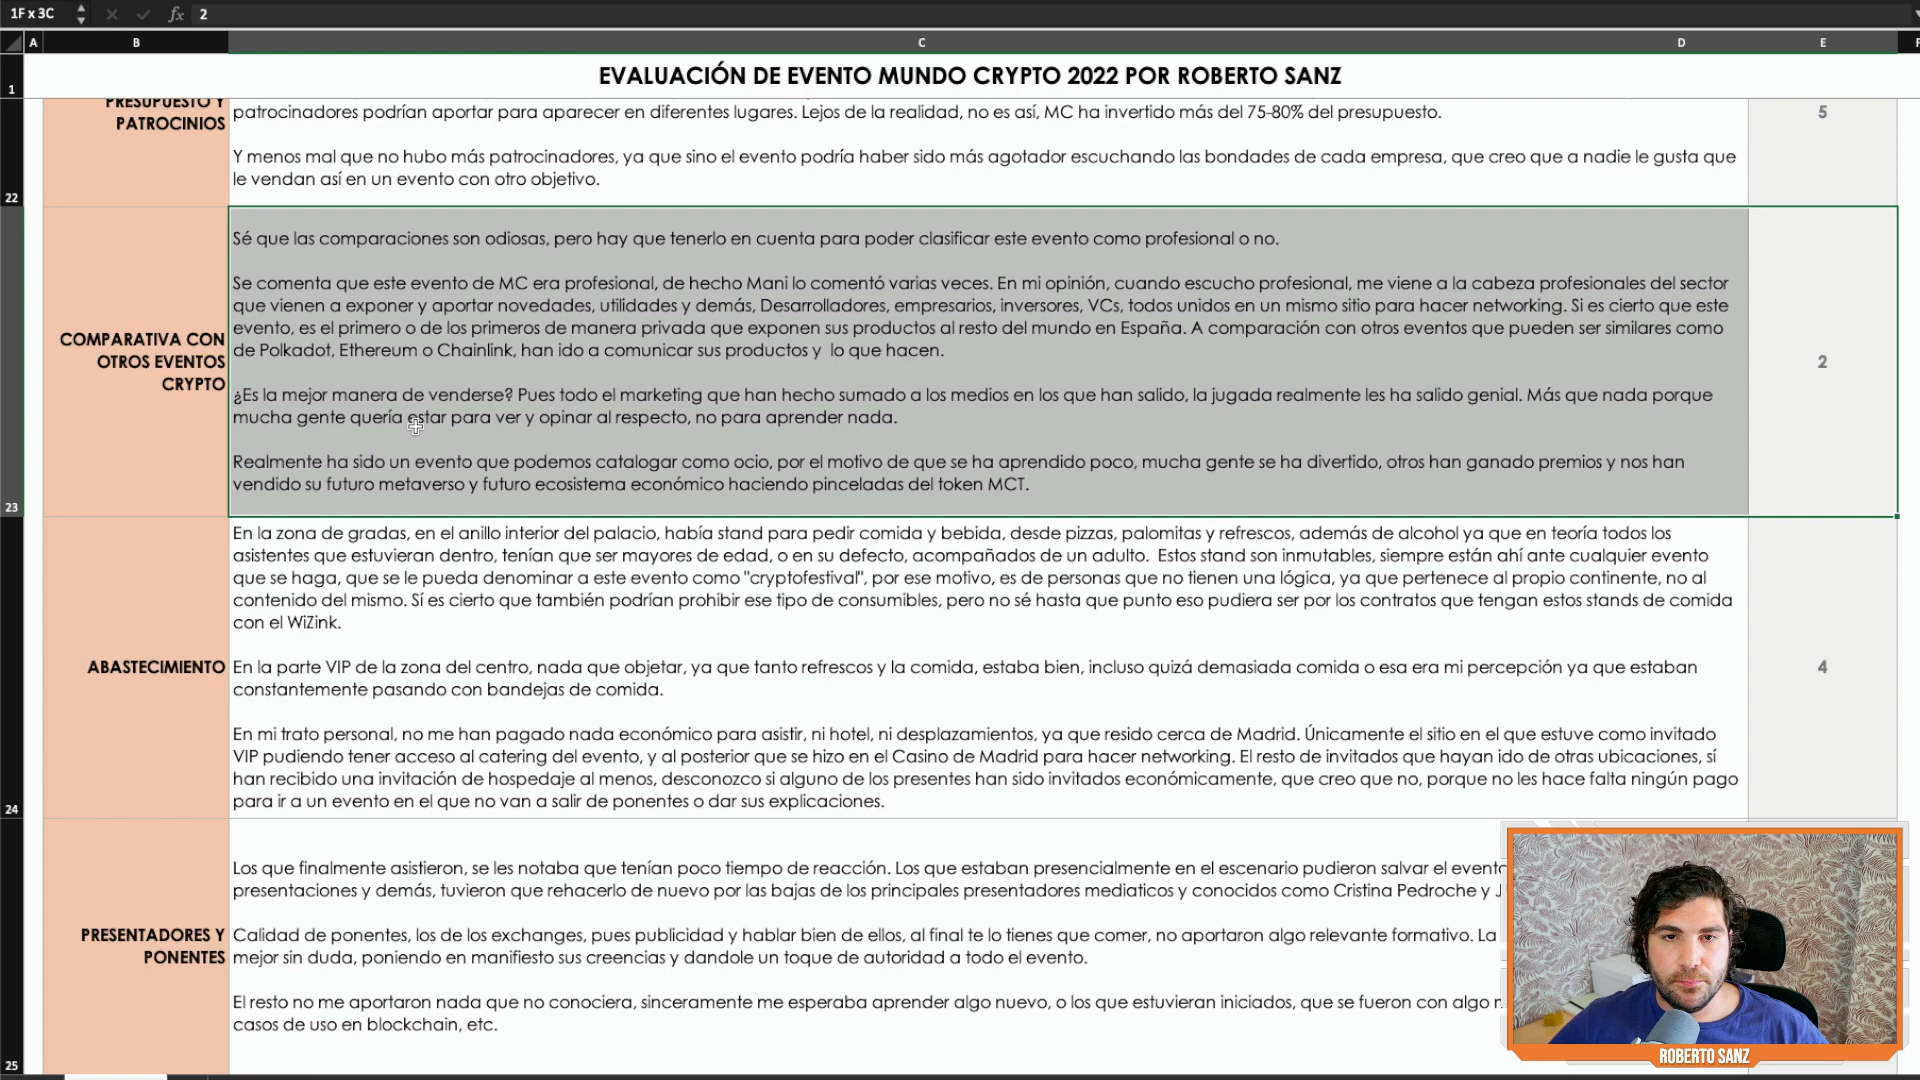 1F x 3C fx 2
A B C D E F
1 EVALUACIÓN DE EVENTO MUNDO CRYPTO 2022 POR ROBERTO SANZ
PRESUPUESTO Y
PATROCINIOS
patrocinadores podrían aportar para aparecer en diferentes lugares. Lejos de la realidad, no es así, MC ha invertido más del 75-80% del presupuesto.
Y menos mal que no hubo más patrocinadores, ya que sino el evento podría haber sido más agotador escuchando las bondades de cada empresa, que creo que a nadie le gusta que
le vendan así en un evento con otro objetivo.
5
22
COMPARATIVA CON
OTROS EVENTOS
CRYPTO
Sé que las comparaciones son odiosas, pero hay que tenerlo en cuenta para poder clasificar este evento como profesional o no.
Se comenta que este evento de MC era profesional, de hecho Mani lo comentó varias veces. En mi opinión, cuando escucho profesional, me viene a la cabeza profesionales del sector
que vienen a exponer y aportar novedades, utilidades y demás, Desarrolladores, empresarios, inversores, VCs, todos unidos en un mismo sitio para hacer networking. Si es cierto que este
evento, es el primero o de los primeros de manera privada que exponen sus productos al resto del mundo en España. A comparación con otros eventos que pueden ser similares como
de Polkadot, Ethereum o Chainlink, han ido a comunicar sus productos y lo que hacen.
¿Es la mejor manera de venderse? Pues todo el marketing que han hecho sumado a los medios en los que han salido, la jugada realmente les ha salido genial. Más que nada porque
mucha gente quería estar para ver y opinar al respecto, no para aprender nada.
Realmente ha sido un evento que podemos catalogar como ocio, por el motivo de que se ha aprendido poco, mucha gente se ha divertido, otros han ganado premios y nos han
vendido su futuro metaverso y futuro ecosistema económico haciendo pinceladas del token MCT.
2
23
ABASTECIMIENTO
En la zona de gradas, en el anillo interior del palacio, había stand para pedir comida y bebida, desde pizzas, palomitas y refrescos, además de alcohol ya que en teoría todos los
asistentes que estuvieran dentro, tenían que ser mayores de edad, o en su defecto, acompañados de un adulto. Estos stand son inmutables, siempre están ahí ante cualquier evento
que se haga, que se le pueda denominar a este evento como "cryptofestival", por ese motivo, es de personas que no tienen una lógica, ya que pertenece al propio continente, no al
contenido del mismo. Sí es cierto que también podrían prohibir ese tipo de consumibles, pero no sé hasta que punto eso pudiera ser por los contratos que tengan estos stands de comida
con el WiZink.
En la parte VIP de la zona del centro, nada que objetar, ya que tanto refrescos y la comida, estaba bien, incluso quizá demasiada comida o esa era mi percepción ya que estaban
constantemente pasando con bandejas de comida.
En mi trato personal, no me han pagado nada económico para asistir, ni hotel, ni desplazamientos, ya que resido cerca de Madrid. Únicamente el sitio en el que estuve como invitado
VIP pudiendo tener acceso al catering del evento, y al posterior que se hizo en el Casino de Madrid para hacer networking. El resto de invitados que hayan ido de otras ubicaciones, sí
han recibido una invitación de hospedaje al menos, desconozco si alguno de los presentes han sido invitados económicamente, que creo que no, porque no les hace falta ningún pago
para ir a un evento en el que no van a salir de ponentes o dar sus explicaciones.
4
24
PRESENTADORES Y
PONENTES
Los que finalmente asistieron, se les notaba que tenían poco tiempo de reacción. Los que estaban presencialmente en el escenario pudieron salvar el evento
presentaciones y demás, tuvieron que rehacerlo de nuevo por las bajas de los principales presentadores mediaticos y conocidos como Cristina Pedroche y J
Calidad de ponentes, los de los exchanges, pues publicidad y hablar bien de ellos, al final te lo tienes que comer, no aportaron algo relevante formativo. La
mejor sin duda, poniendo en manifiesto sus creencias y dandole un toque de autoridad a todo el evento.
El resto no me aportaron nada que no conociera, sinceramente me esperaba aprender algo nuevo, o los que estuvieran iniciados, que se fueron con algo
casos de uso en blockchain, etc.
25
ROBERTO SANZ